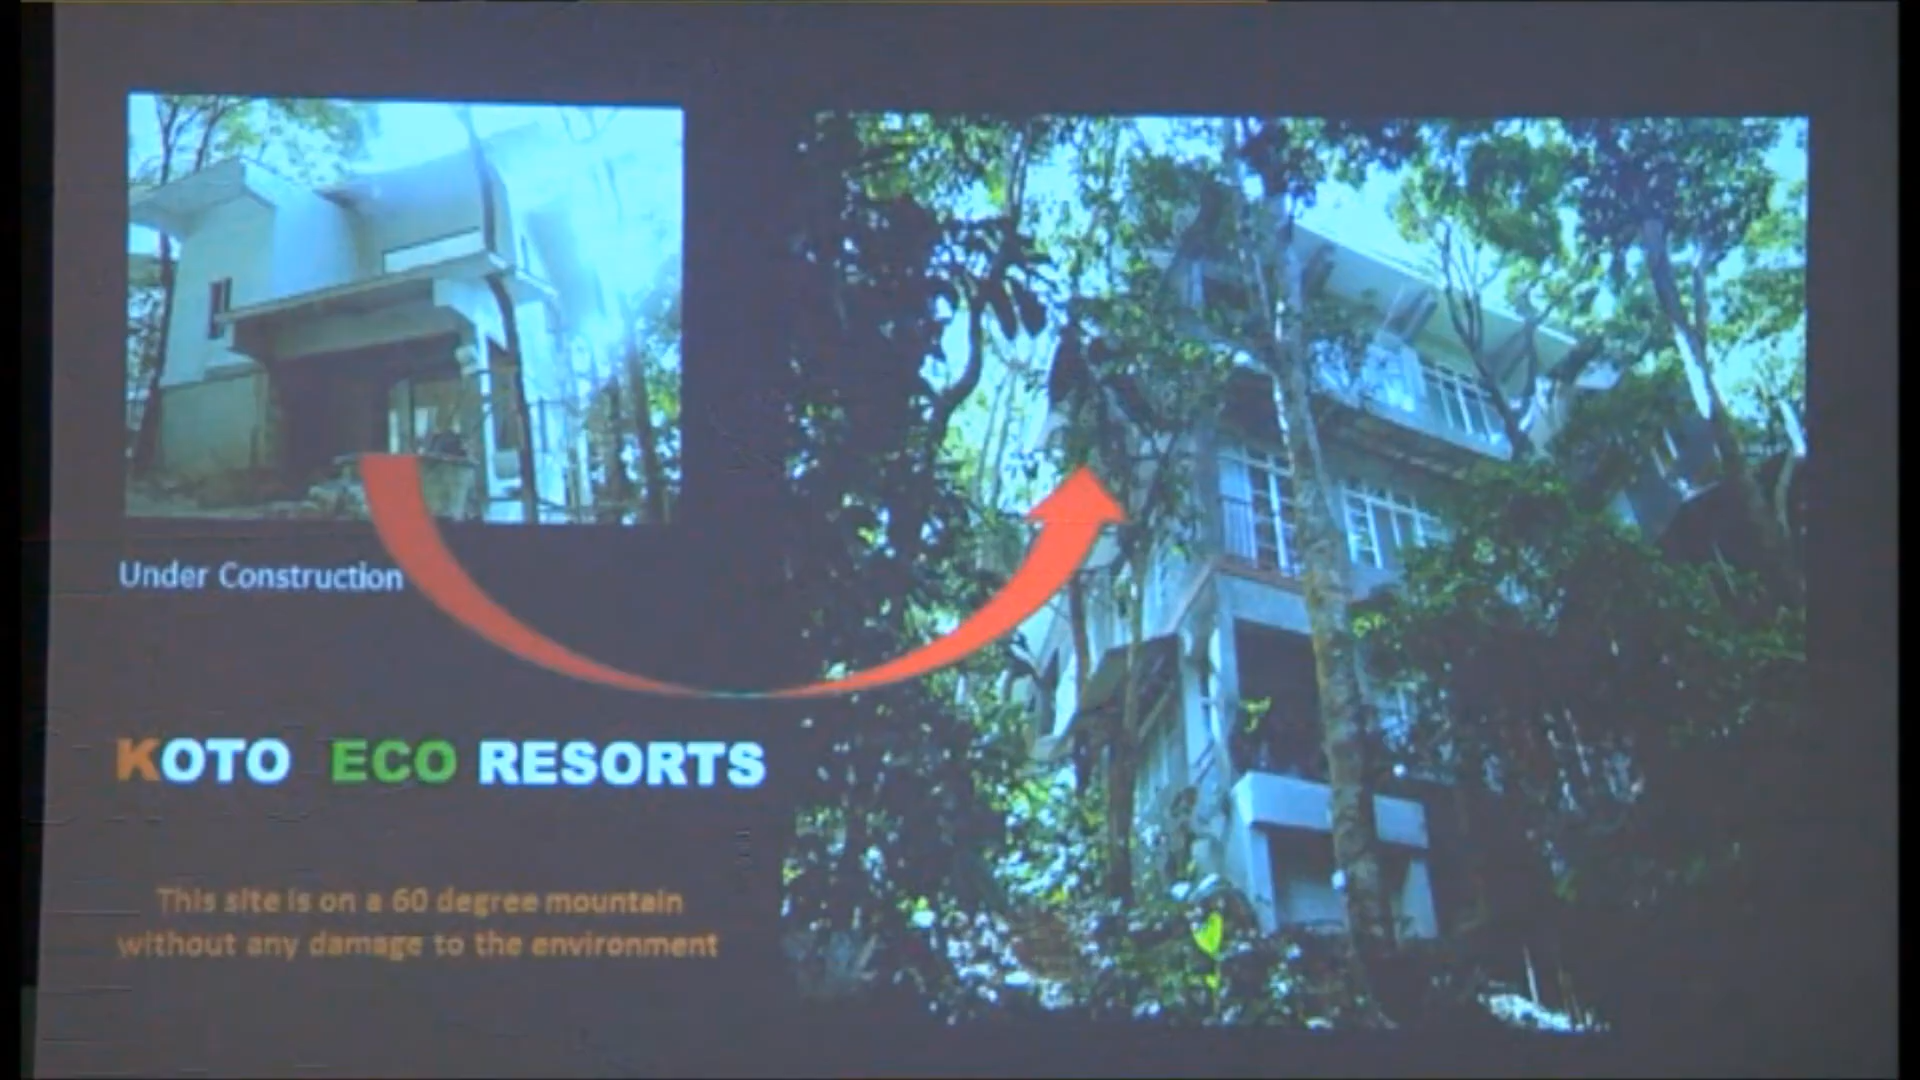 Under Construction
KOTO ECO RESORTS
This site is on a 60 degree mountain
without any damage to the environment